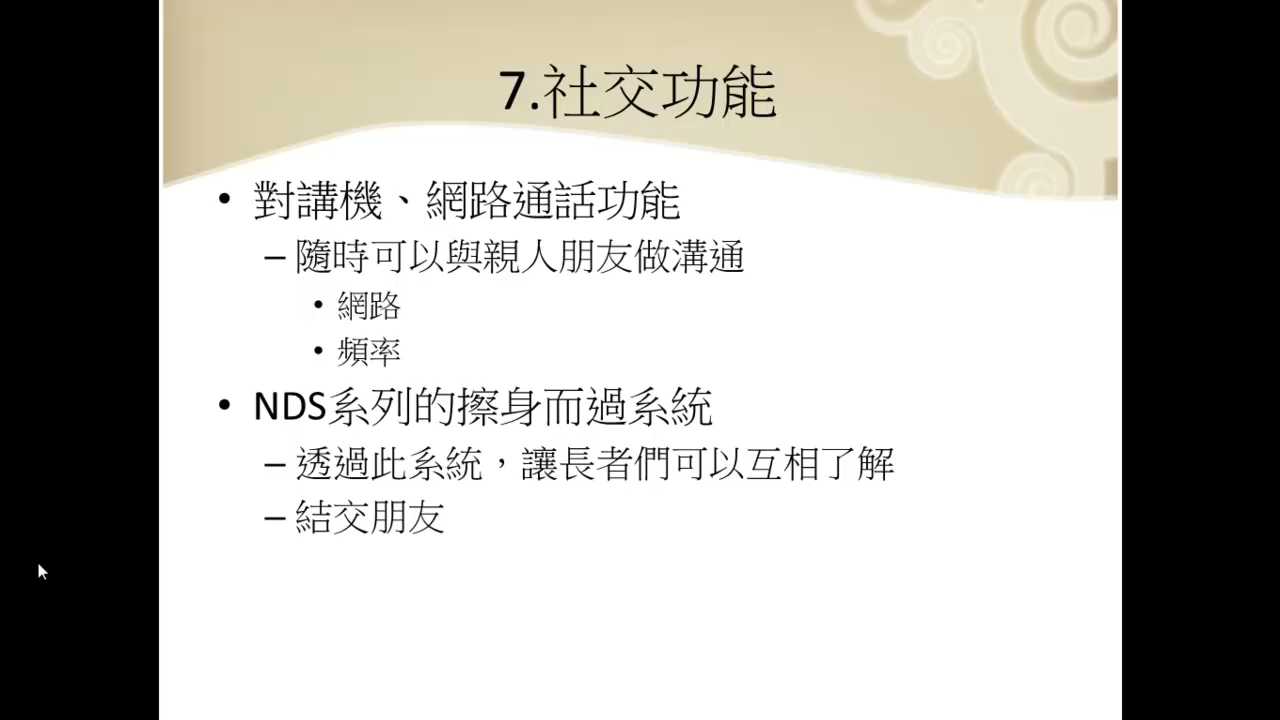 7.社交功能
• 對講機、網路通話功能
– 隨時可以與親人朋友做溝通
• 網路
• 頻率
• NDS系列的擦身而過系統
– 透過此系統，讓長者們可以互相了解
– 結交朋友